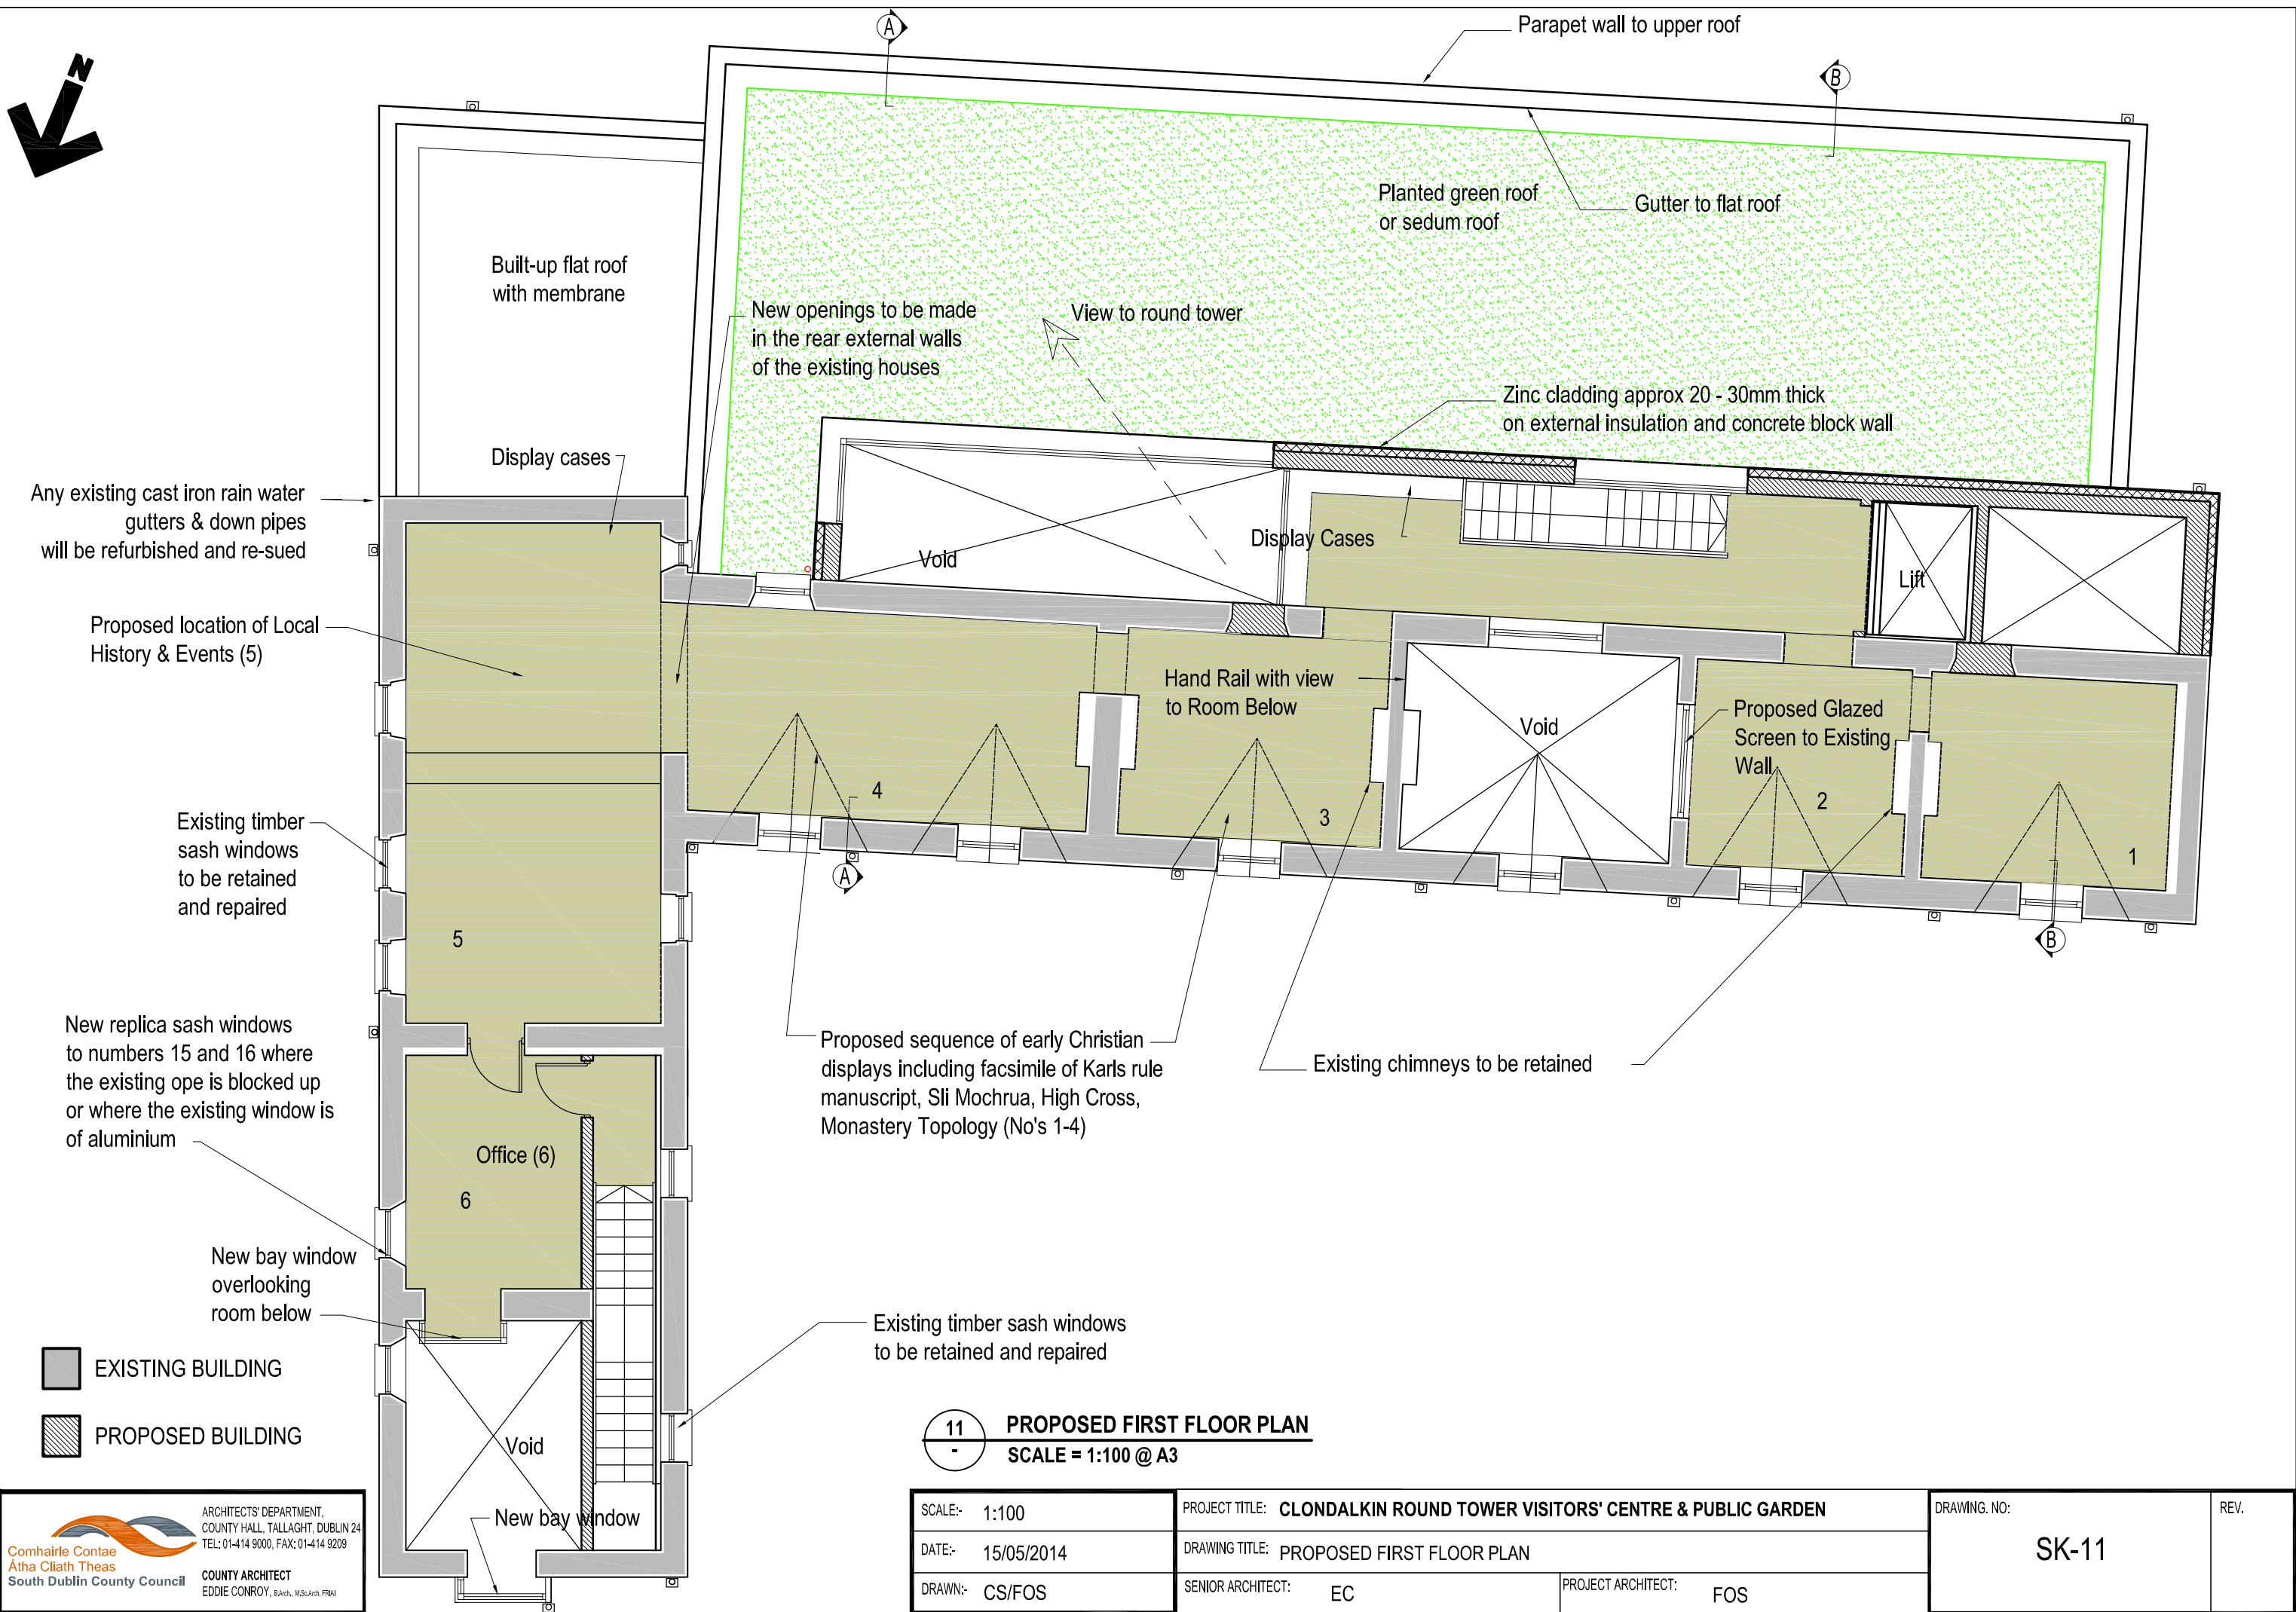 A
Parapet wall to upper roof
N
B
Planted green roof
or sedum roof
Gutter to flat roof
Built-up flat roof
with membrane
New openings to be made
in the rear external walls
of the existing houses
View to round tower
Zinc cladding approx 20 - 30mm thick
on external insulation and concrete block wall
Display cases
Any existing cast iron rain water
gutters & down pipes
will be refurbished and re-sued
Void
Display Cases
Lift
Proposed location of Local
History & Events (5)
Hand Rail with view
to Room Below
Void
Proposed Glazed
Screen to Existing
Wall
4
3
2
1
Existing timber
sash windows
to be retained
and repaired
A
B
5
New replica sash windows
to numbers 15 and 16 where
the existing ope is blocked up
or where the existing window is
of aluminium
Proposed sequence of early Christian
displays including facsimile of Karls rule
manuscript, Sli Mochrua, High Cross,
Monastery Topology (No's 1-4)
Existing chimneys to be retained
Office (6)
6
New bay window
overlooking
room below
Existing timber sash windows
to be retained and repaired
EXISTING BUILDING
PROPOSED BUILDING
Void
New bay window
11
-
PROPOSED FIRST FLOOR PLAN
SCALE = 1:100 @ A3
Comhairle Contae
Átha Cliath Theas
South Dublin County Council
ARCHITECTS' DEPARTMENT,
COUNTY HALL, TALLAGHT, DUBLIN 24
TEL: 01-414 9000, FAX: 01-414 9209
COUNTY ARCHITECT
EDDIE CONROY, B.Arch., M.Sc.Arch, FRIAI
SCALE:- 1:100
DATE:- 15/05/2014
DRAWN:- CS/FOS
PROJECT TITLE: CLONDALKIN ROUND TOWER VISITORS' CENTRE & PUBLIC GARDEN
DRAWING TITLE: PROPOSED FIRST FLOOR PLAN
SENIOR ARCHITECT: EC
PROJECT ARCHITECT: FOS
DRAWING. NO:
SK-11
REV.